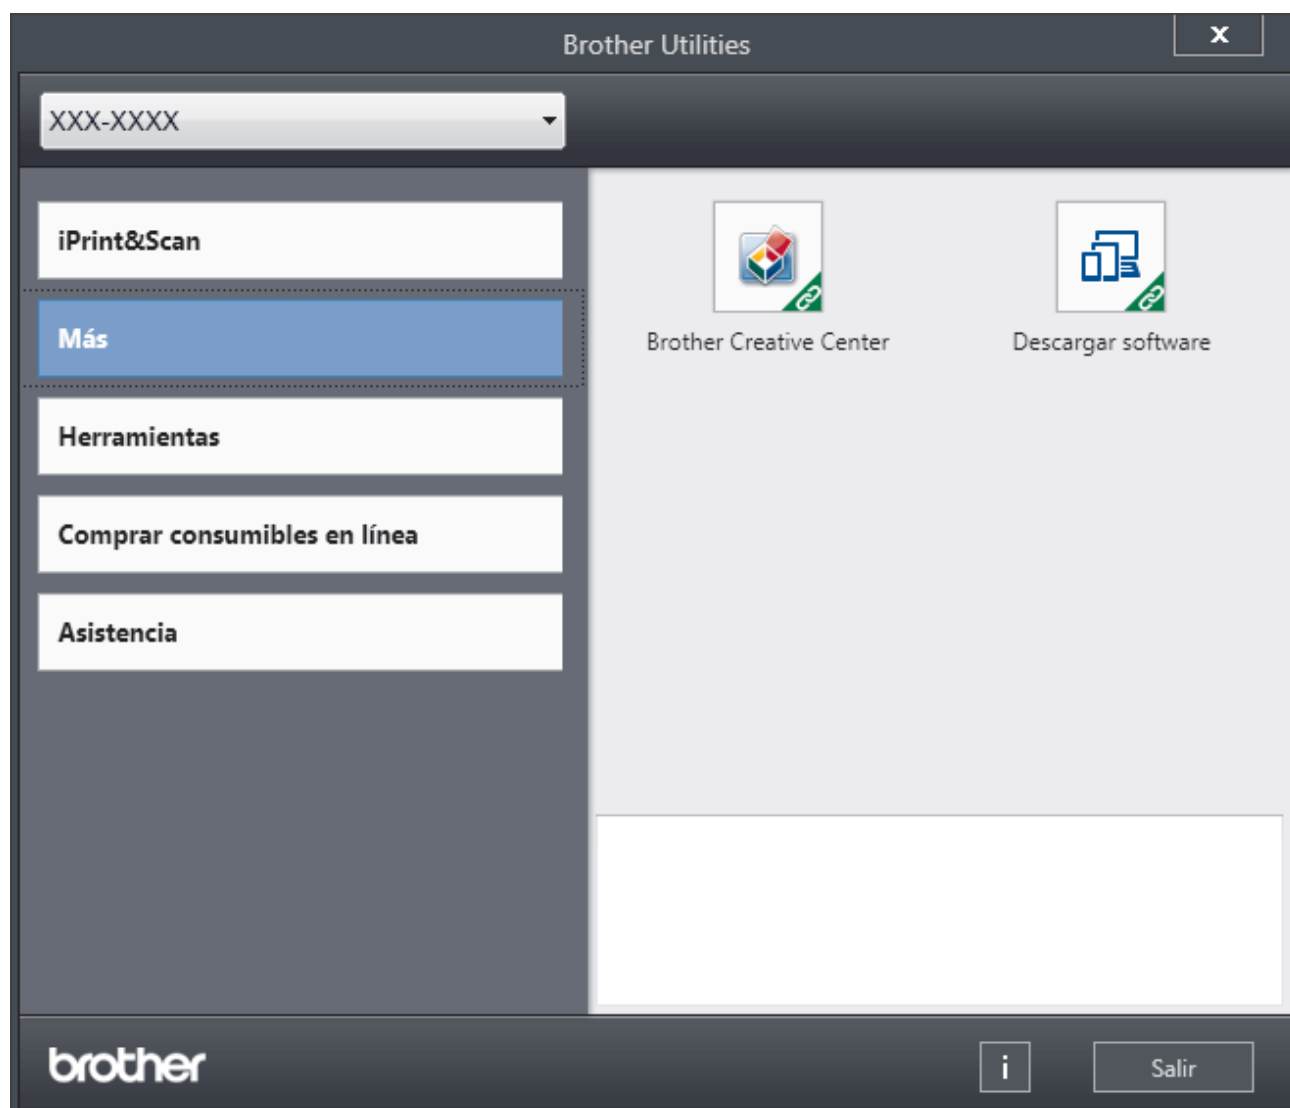 Brother Utilities
x
XXX-XXXX
iPrint&Scan
Más
Herramientas
Comprar consumibles en línea
Asistencia
Brother Creative Center
Descargar software
brother
i
Salir